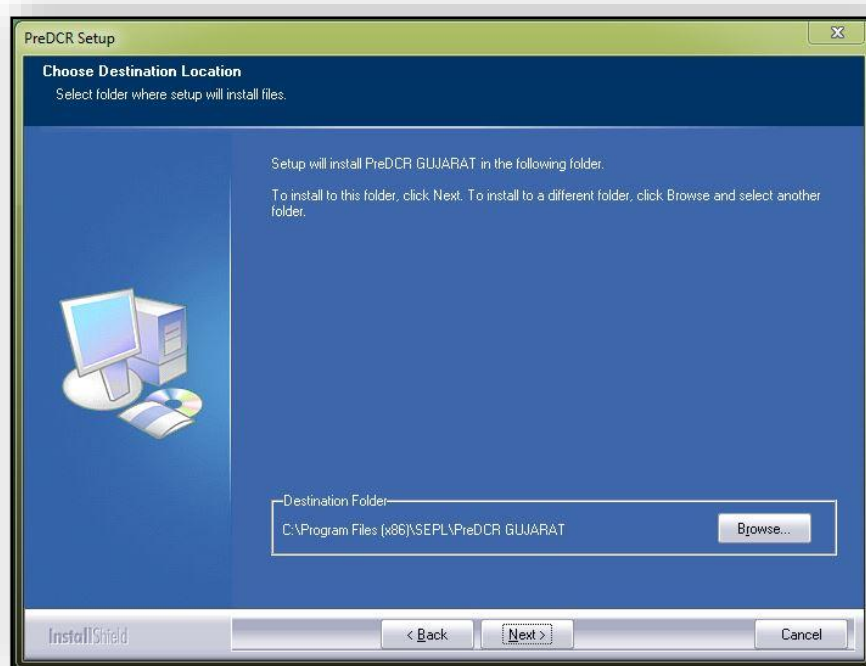 PreDCR Setup
Choose Destination Location
Select folder where setup will install files.
Setup will install PreDCR GUJARAT in the following folder.
To install to this folder, click Next. To install to a different folder, click Browse and select another
folder.
Destination Folder
C:\Program Files (x86)\SEPL\PreDCR GUJARAT
Browse...
InstallShield
< Back
Next >
Cancel